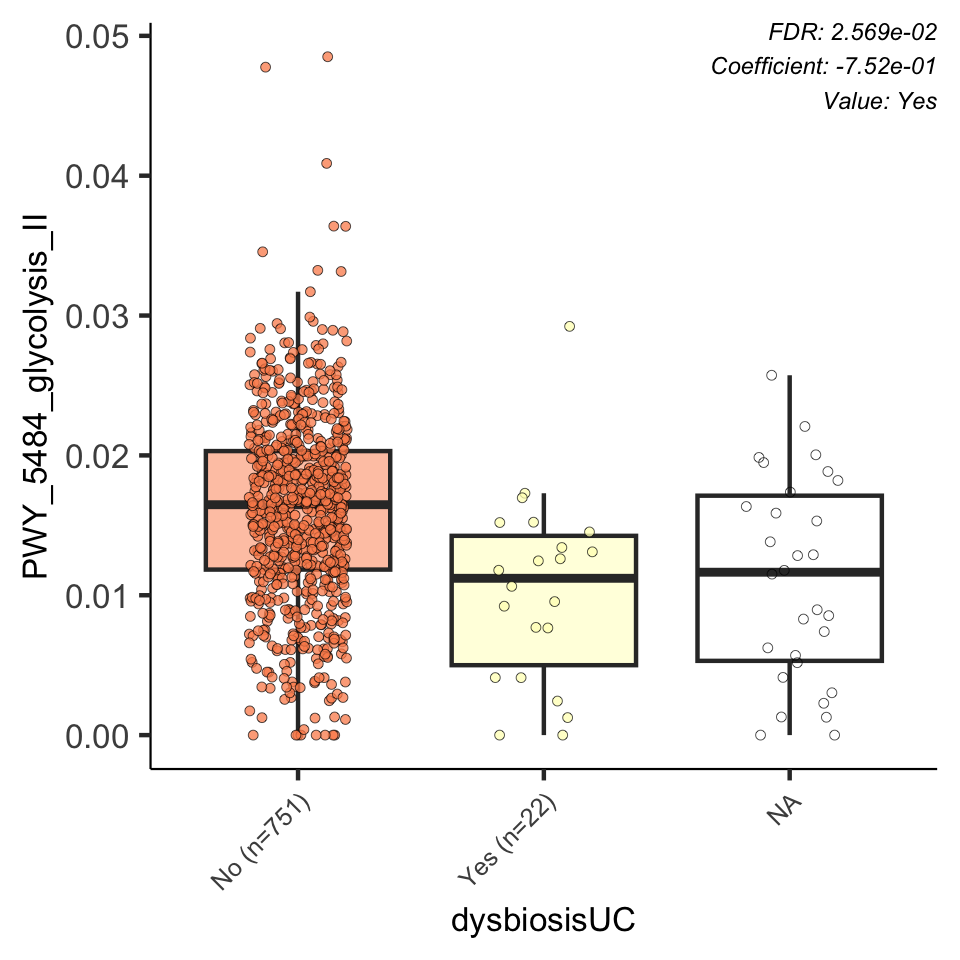 FDR: 2.569e-02
Coefficient: -7.52e-01
Value: Yes
0.05
0.04
0.03
0.02
0.01
0.00
PWY_5484_glycolysis_II
No (n=751)
Yes (n=22)
NA
dysbiosisUC